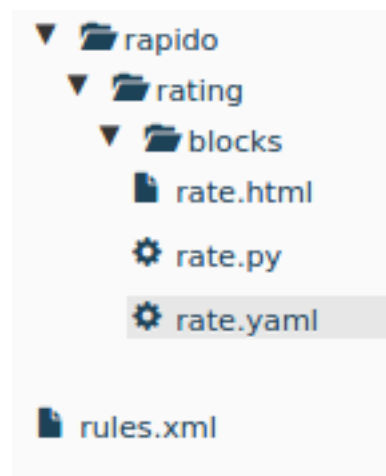 rapido
rating
blocks
rate.html
rate.py
rate.yaml
rules.xml